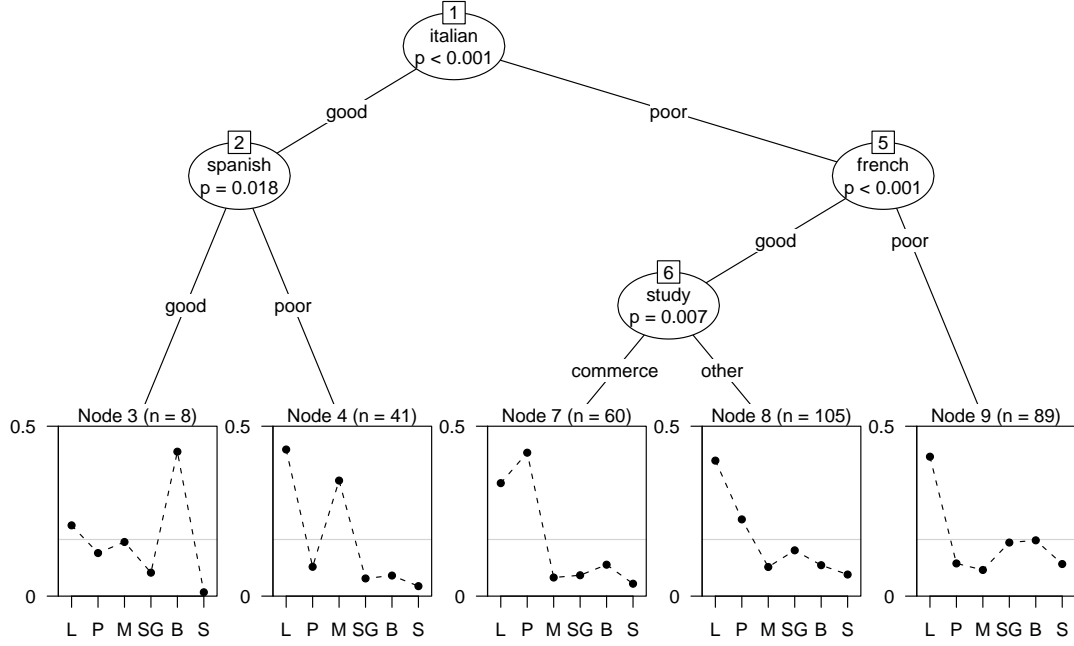 1
italian
p < 0.001
good
poor
2
spanish
p = 0.018
5
french
p < 0.001
good
poor
6
study
p = 0.007
good
poor
commerce
other
Node 3 (n = 8)
Node 4 (n = 41)
Node 7 (n = 60)
Node 8 (n = 105)
Node 9 (n = 89)
0.5
0.5
0.5
0.5
0.5
0
0
0
0
0
L P M SG B S
L P M SG B S
L P M SG B S
L P M SG B S
L P M SG B S